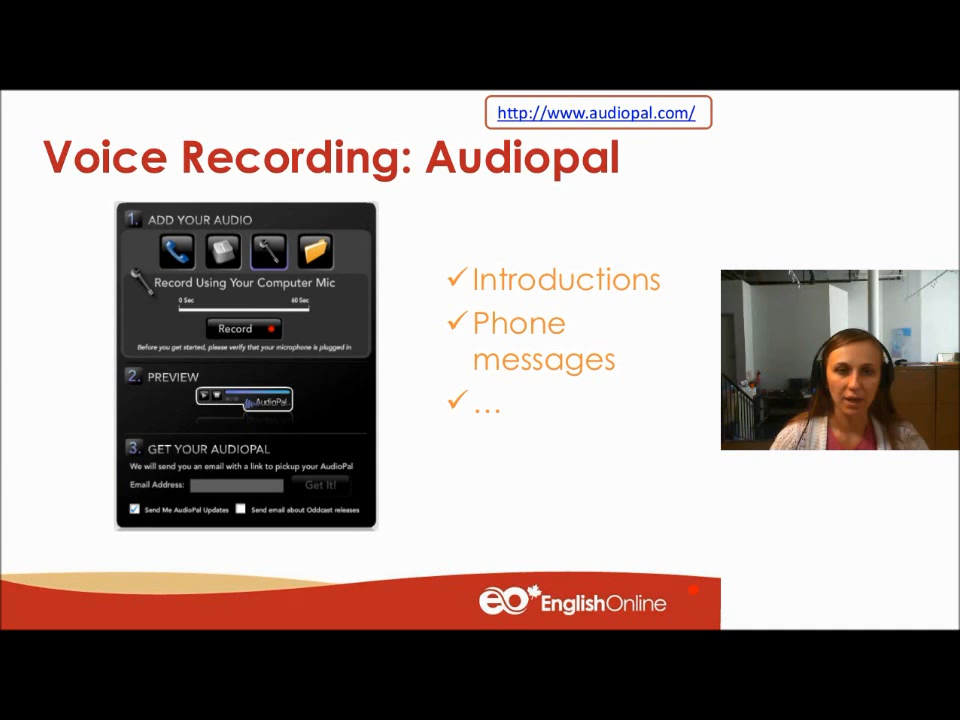 http://www.audiopal.com/
Voice Recording: Audiopal
1. ADD YOUR AUDIO
Record Using Your Computer Mic
0 Sec 60 Sec
Record
Before you get started, please verify that your microphone is plugged in
2. PREVIEW
AudioPal
3. GET YOUR AUDIOPAL
We will send you an email with a link to pickup your AudioPal
Email Address: Get It!
Send Me AudioPal Updates Send email about Oddcast releases
✓ Introductions
✓ Phone
messages
✓ ...
eo EnglishOnline